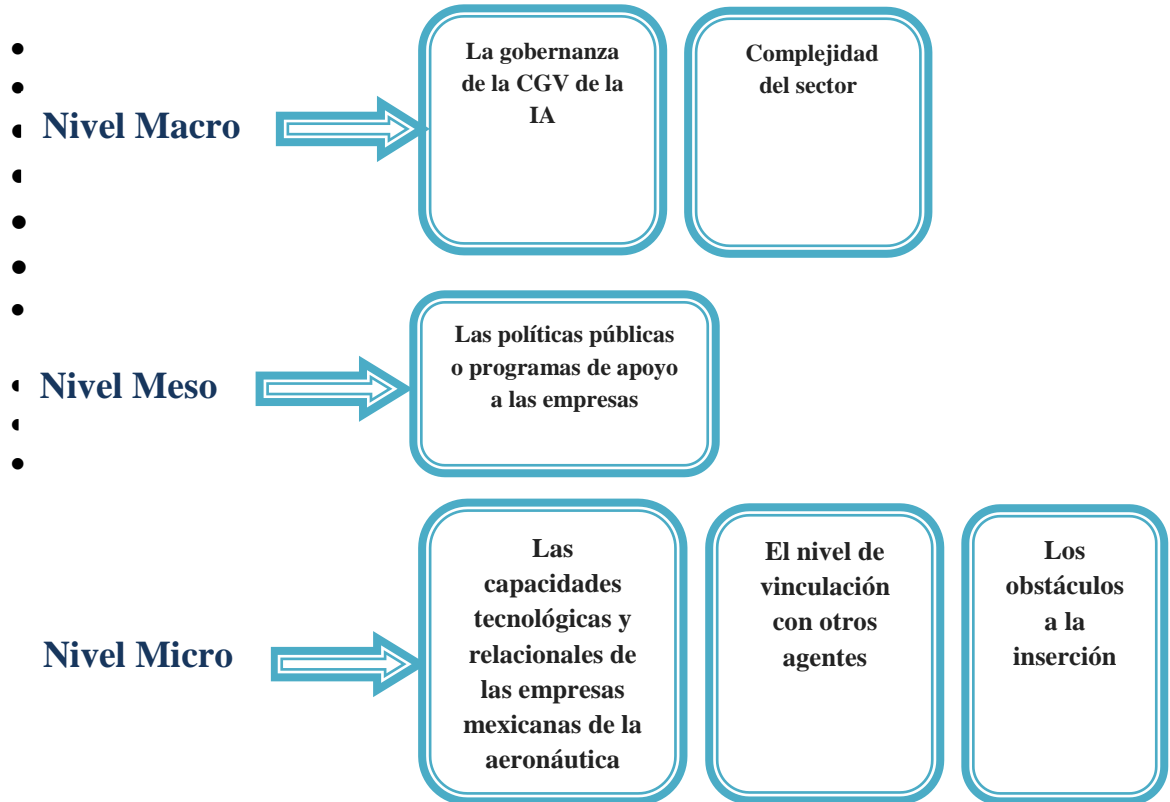 Nivel Macro
La gobernanza
de la CGV de la
IA
Complejidad
del sector
Nivel Meso
Las políticas públicas
o programas de apoyo
a las empresas
Nivel Micro
Las
capacidades
tecnológicas y
relacionales de
las empresas
mexicanas de la
aeronáutica
El nivel de
vinculación
con otros
agentes
Los
obstáculos
a la
inserción